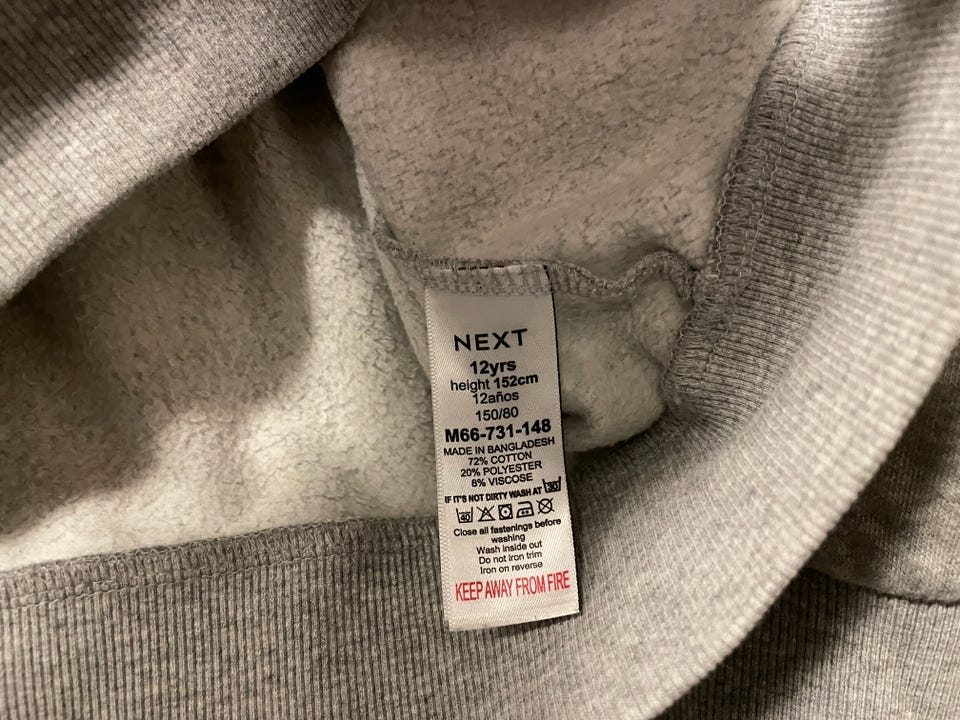 NEXT
12yrs
height 152cm
12años
150/80
M66-731-148
MADE IN BANGLADESH
72% COTTON
20% POLYESTER
8% VISCOSE
IF IT'S NOT DIRTY WASH AT 30
40
Close all fastenings before
washing
Wash inside out
Do not iron trim
Iron on reverse
KEEP AWAY FROM FIRE